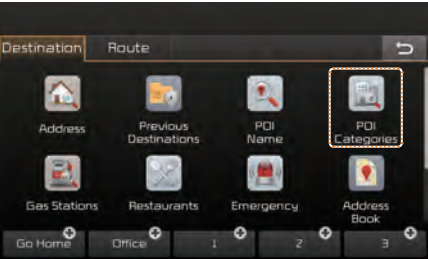 Destination Route
Address
Previous
Destinations
POI
Name
POI
Categories
Gas Stations
Restaurants
Emergency
Address
Book
Go Home Office 1 2 3